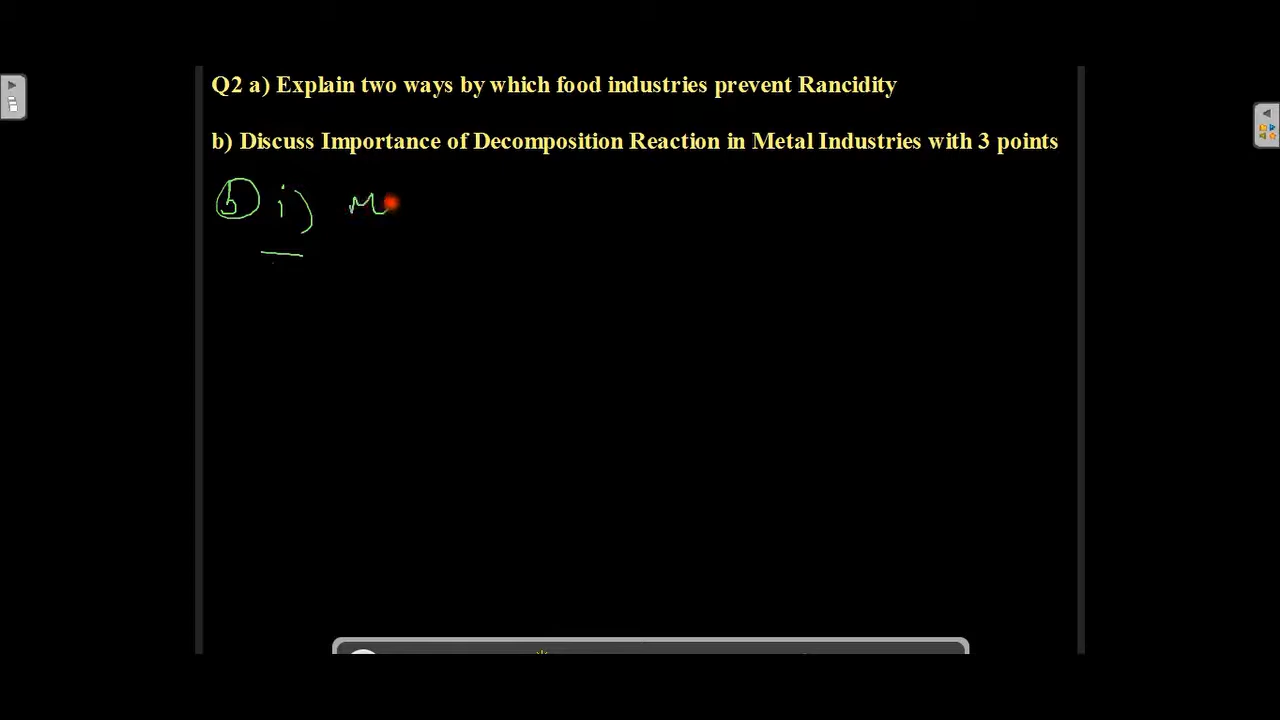 Q2 a) Explain two ways by which food industries prevent Rancidity
b) Discuss Importance of Decomposition Reaction in Metal Industries with 3 points
b i) M